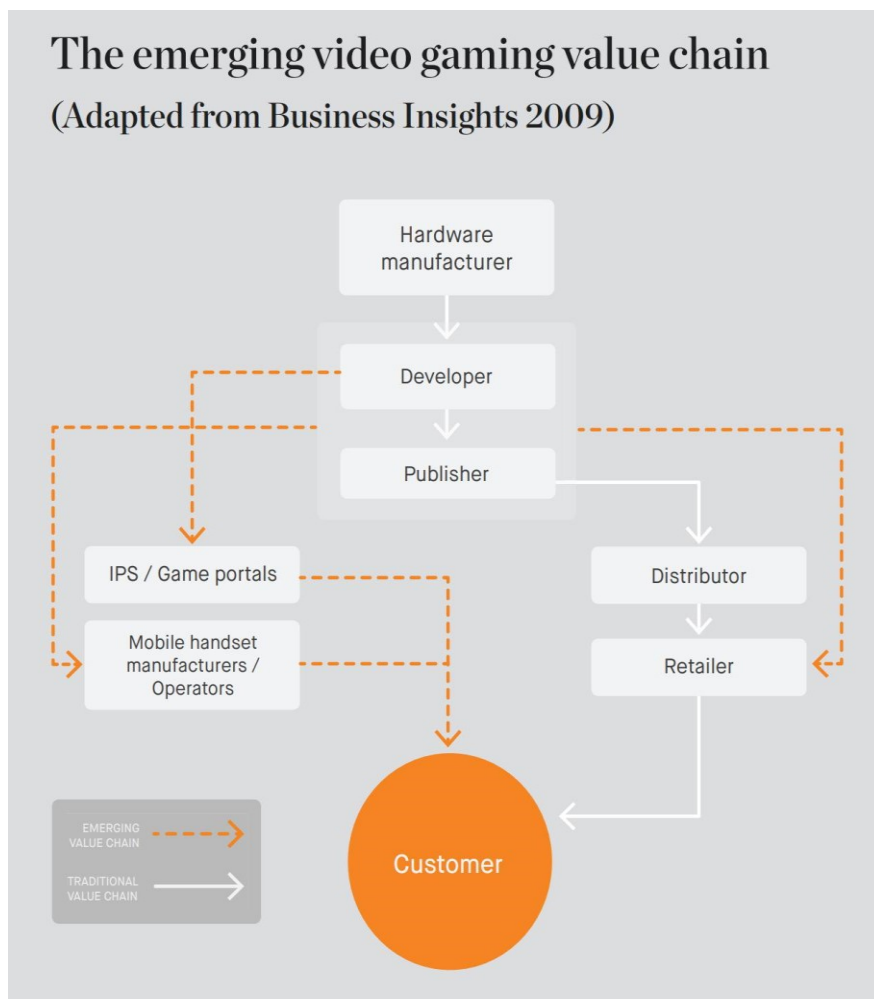 The emerging video gaming value chain
(Adapted from Business Insights 2009)
Hardware
manufacturer
Developer
Publisher
IPS / Game portals
Distributor
Mobile handset
manufacturers /
Operators
Retailer
EMERGING
VALUE CHAIN
Customer
TRADITIONAL
VALUE CHAIN